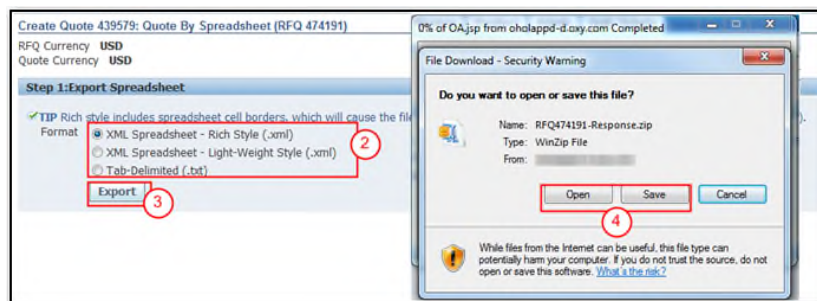 Create Quote 439579: Quote By Spreadsheet (RFQ 474191)
RFQ Currency USD
Quote Currency USD
Step 1:Export Spreadsheet
TIP Rich style includes spreadsheet cell borders, which will cause the file
).
Format
XML Spreadsheet - Rich Style (.xml)
XML Spreadsheet - Light-Weight Style (.xml)
Tab-Delimited (.txt)
2
Export
3
0% of OA.jsp from oholappd-d.oxy.com Completed
File Download - Security Warning
Do you want to open or save this file?
Name: RFQ474191-Response.zip
Type: WinZip File
From:
Open
Save
Cancel
4
While files from the Internet can be useful, this file type can
potentially harm your computer. If you do not trust the source, do not
open or save this software. What's the risk?